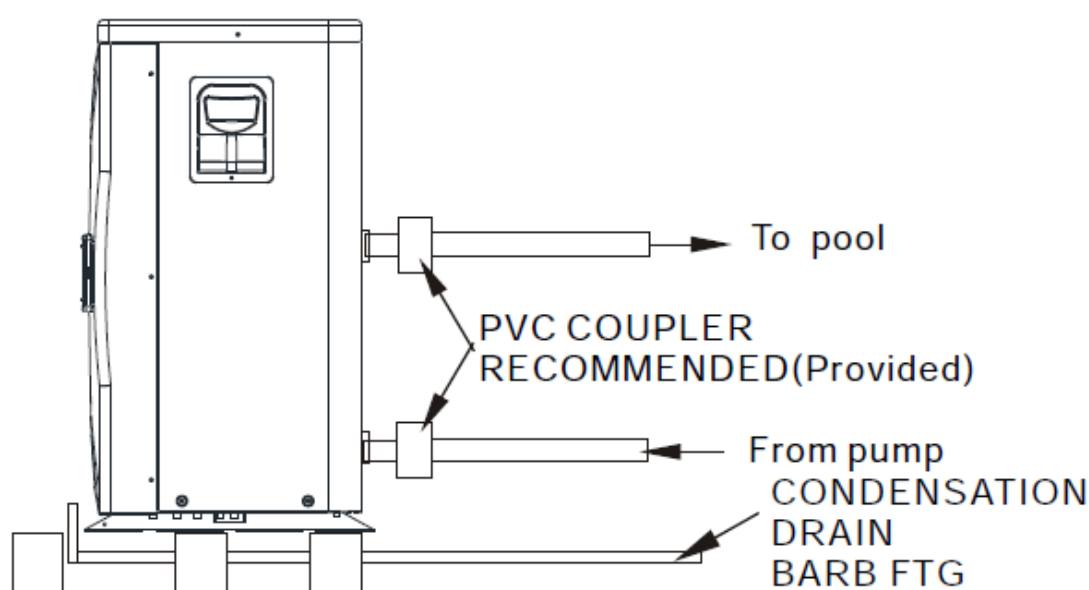 To pool
PVC COUPLER
RECOMMENDED(Provided)
From pump
CONDENSATION
DRAIN
BARB FTG